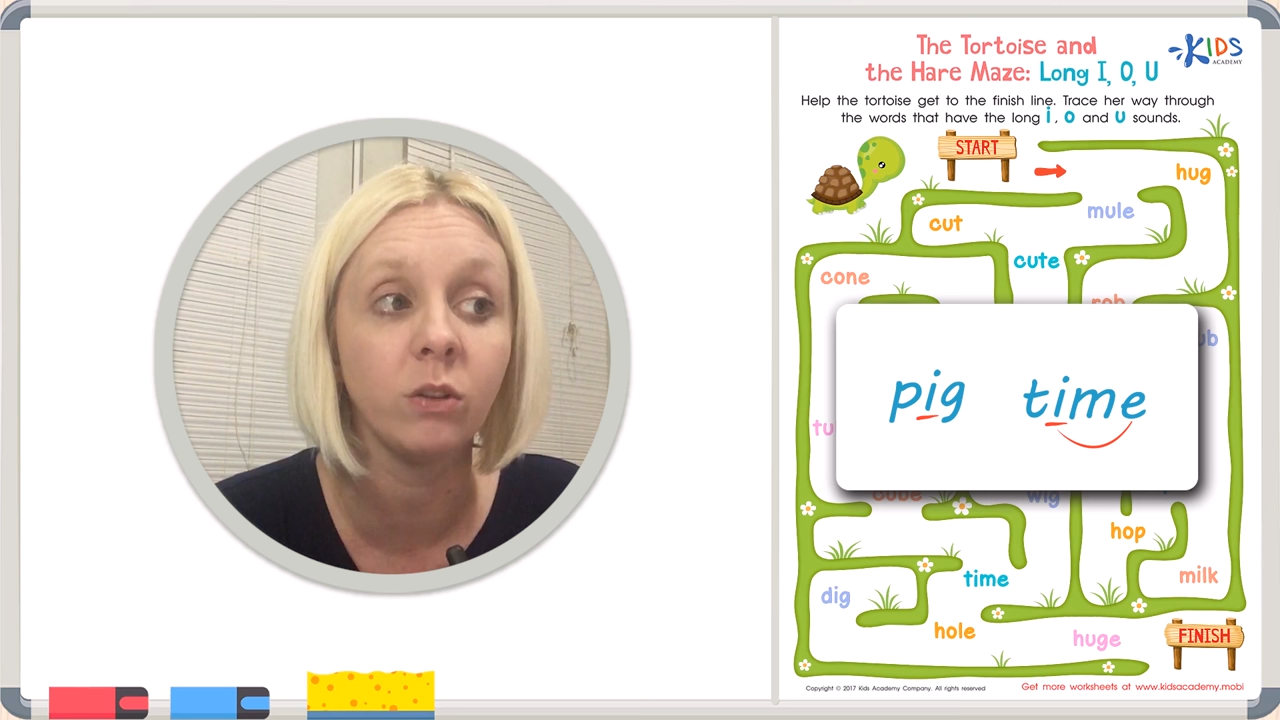 The Tortoise and
the Hare Maze: Long I, O, U
KIDS
ACADEMY
Help the tortoise get to the finish line. Trace her way through
the words that have the long i, o and u sounds.
START
hug
mule
cut
cute
cone
pig time
hop
time
milk
dig
hole
huge
FINISH
Copyright © 2017 Kids Academy Company. All rights reserved
Get more worksheets at www.kidsacademy.mobi